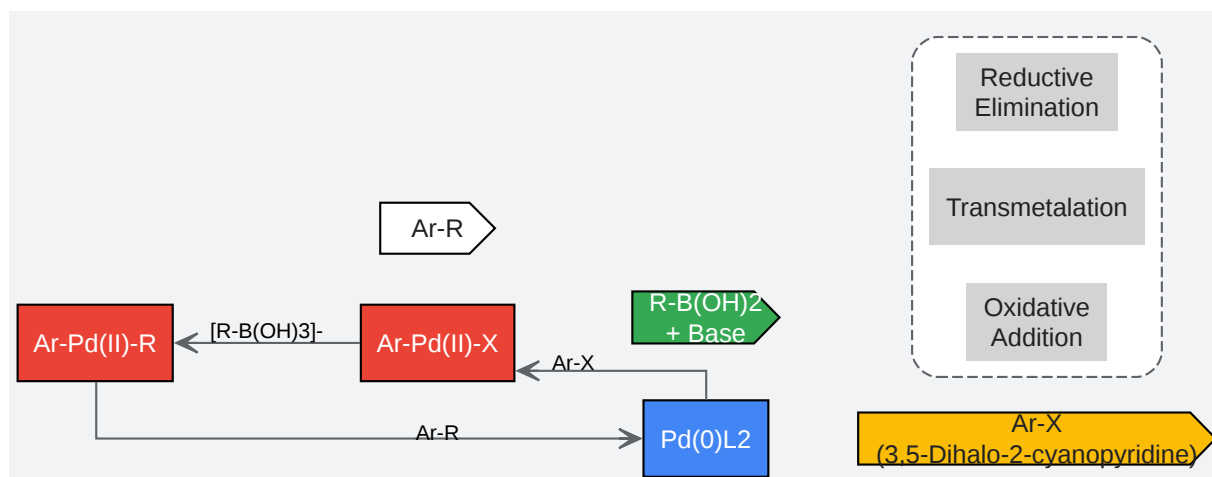 Reductive
Elimination
Transmetalation
Ar-R
Oxidative
Addition
R-B(OH)2
+ Base
Ar-Pd(II)-R
[R-B(OH)3]-
Ar-Pd(II)-X
Ar-X
Ar-R
Pd(0)L2
Ar-X
(3,5-Dihalo-2-cyanopyridine)